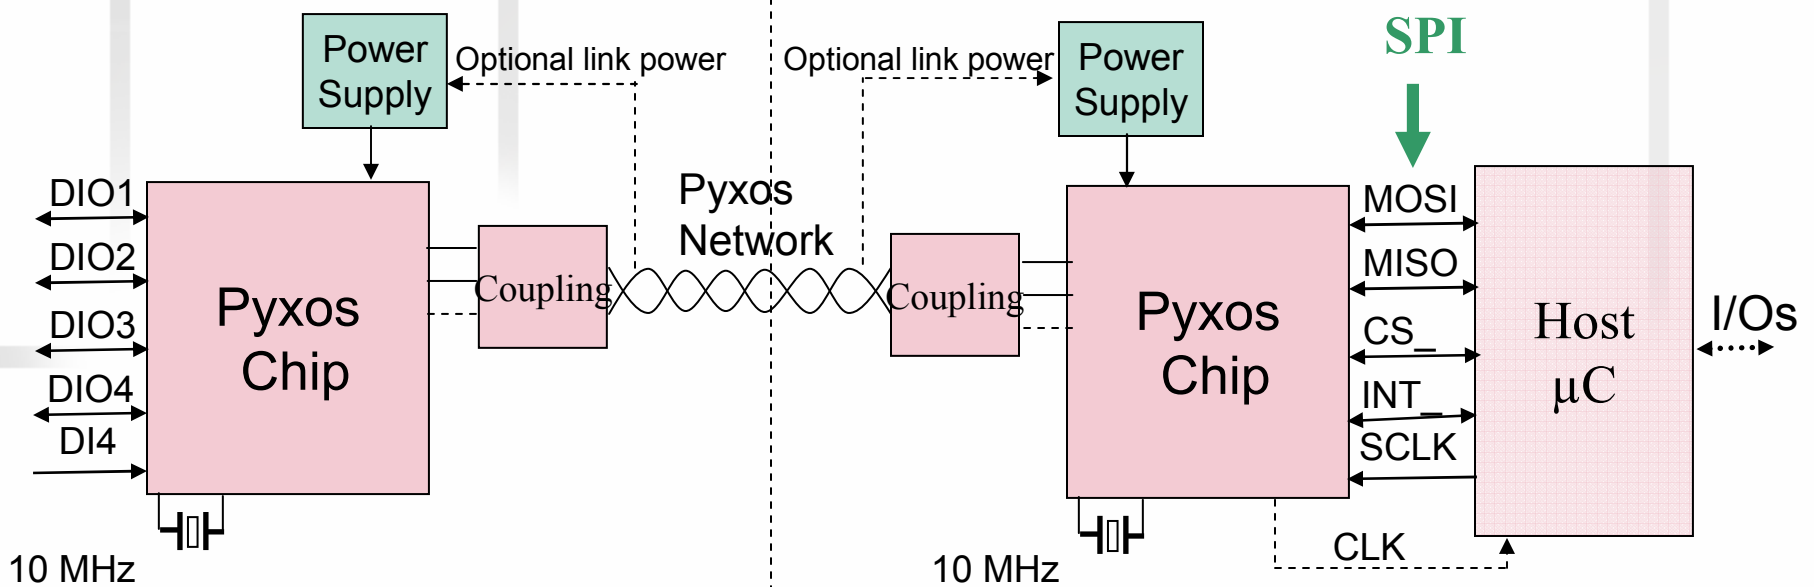 Power
Supply
Optional link power
Optional link power
Power
Supply
SPI
DIO1
DIO2
DIO3
DIO4
DI4
Pyxos
Chip
10 MHz
Coupling
Pyxos
Network
Coupling
Pyxos
Chip
10 MHz
MOSI
MISO
CS_
INT_
SCLK
CLK
Host
µC
I/Os